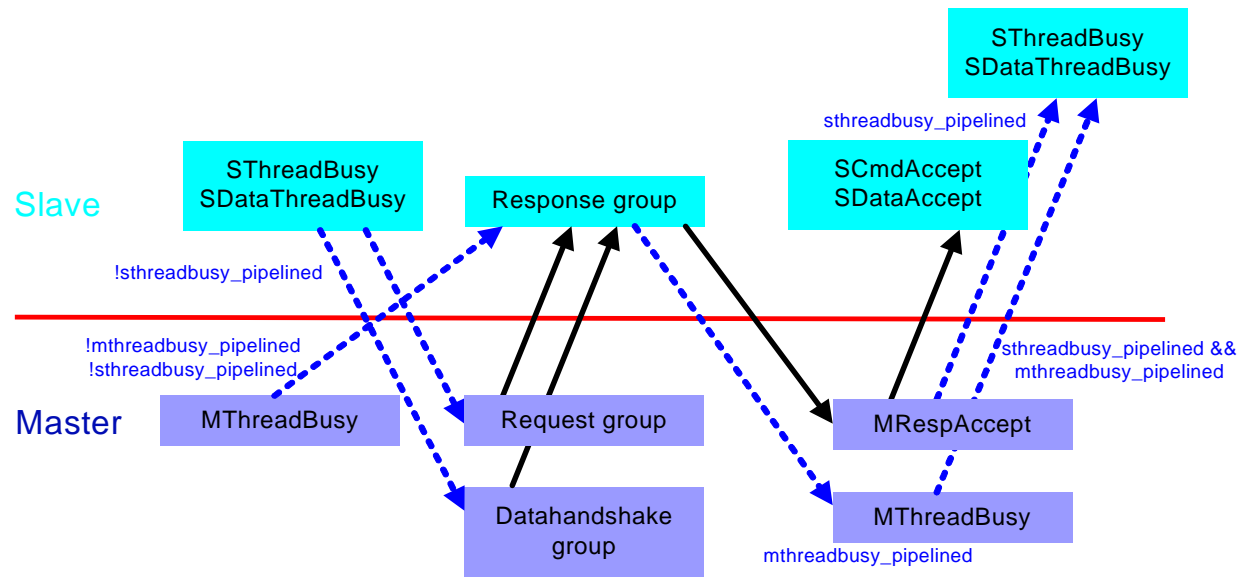 SThreadBusy
SDataThreadBusy
sthreadbusy_pipelined
SThreadBusy
SDataThreadBusy
Response group
SCmdAccept
SDataAccept
Slave
!sthreadbusy_pipelined
!mthreadbusy_pipelined
!sthreadbusy_pipelined
sthreadbusy_pipelined &&
mthreadbusy_pipelined
Master
MThreadBusy
Request group
MRespAccept
Datahandshake
group
MThreadBusy
mthreadbusy_pipelined